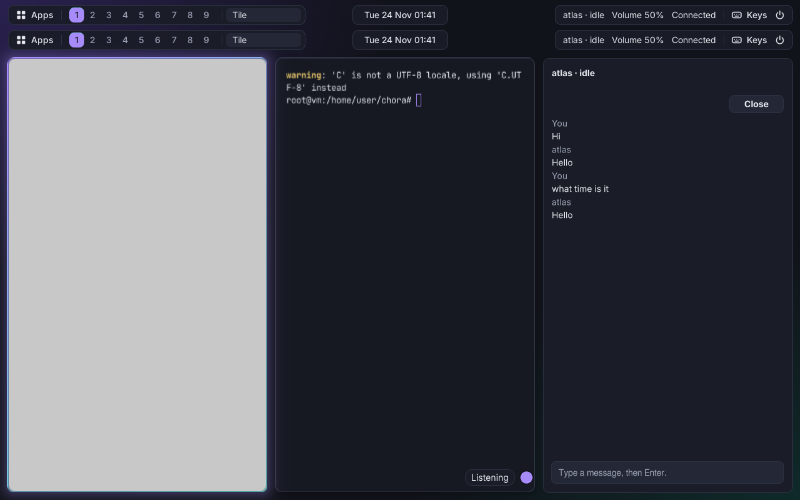 Apps 1 2 3 4 5 6 7 8 9 Tile Tue 24 Nov 01:41 atlas · idle Volume 50% Connected Keys
Apps 1 2 3 4 5 6 7 8 9 Tile Tue 24 Nov 01:41 atlas · idle Volume 50% Connected Keys
warning: 'C' is not a UTF-8 locale, using 'C.UT
F-8' instead
root@vm:/home/user/chora#
Listening
atlas · idle
Close
You
Hi
atlas
Hello
You
what time is it
atlas
Hello
Type a message, then Enter.